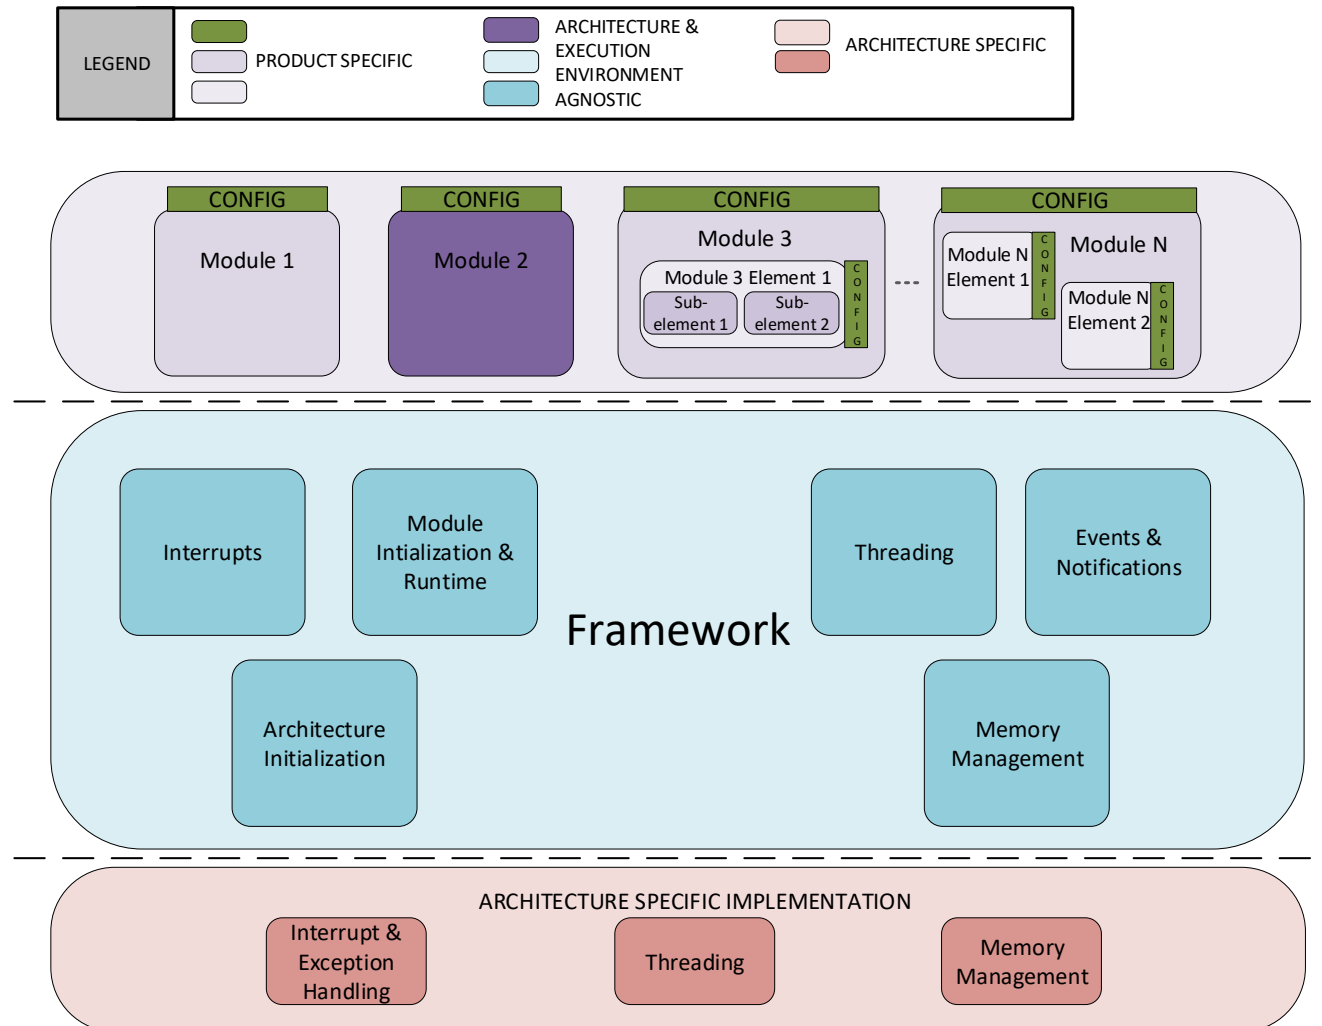 LEGEND
PRODUCT SPECIFIC
ARCHITECTURE &
EXECUTION
ENVIRONMENT
AGNOSTIC
ARCHITECTURE SPECIFIC
CONFIG
Module 1
CONFIG
Module 2
CONFIG
Module 3
Module 3 Element 1
Sub-
element 1
Sub-
element 2
CONFIG
---
CONFIG
Module N
Module N
Element 1
CONFIG
Module N
Element 2
CONFIG
Interrupts
Module
Intialization &
Runtime
Threading
Events &
Notifications
Framework
Architecture
Initialization
Memory
Management
ARCHITECTURE SPECIFIC IMPLEMENTATION
Interrupt &
Exception
Handling
Threading
Memory
Management